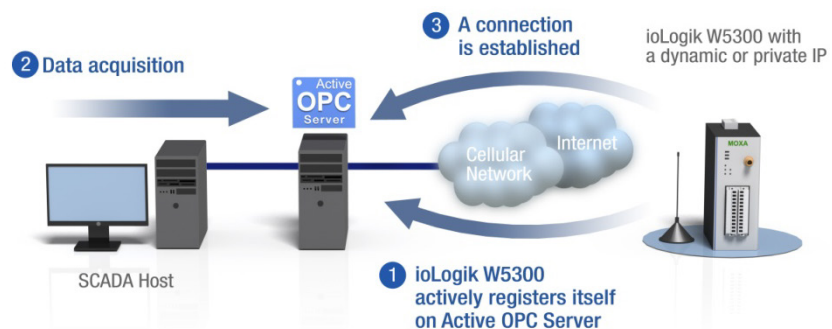 3 A connection
is established
ioLogik W5300 with
a dynamic or private IP
2 Data acquisition
Active
OPC
Server
Internet
Cellular
Network
MOXA
SCADA Host
1 ioLogik W5300
actively registers itself
on Active OPC Server